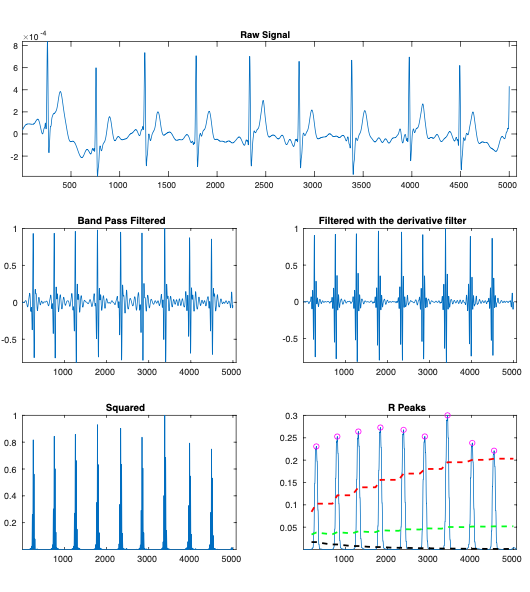 Raw Signal
×10⁻⁴
8
6
4
2
0
-2
500 1000 1500 2000 2500 3000 3500 4000 4500 5000
Band Pass Filtered
1
0.5
0
-0.5
1000 2000 3000 4000 5000
Filtered with the derivative filter
1
0.5
0
-0.5
1000 2000 3000 4000 5000
Squared
1
0.8
0.6
0.4
0.2
1000 2000 3000 4000 5000
R Peaks
0.3
0.25
0.2
0.15
0.1
0.05
1000 2000 3000 4000 5000